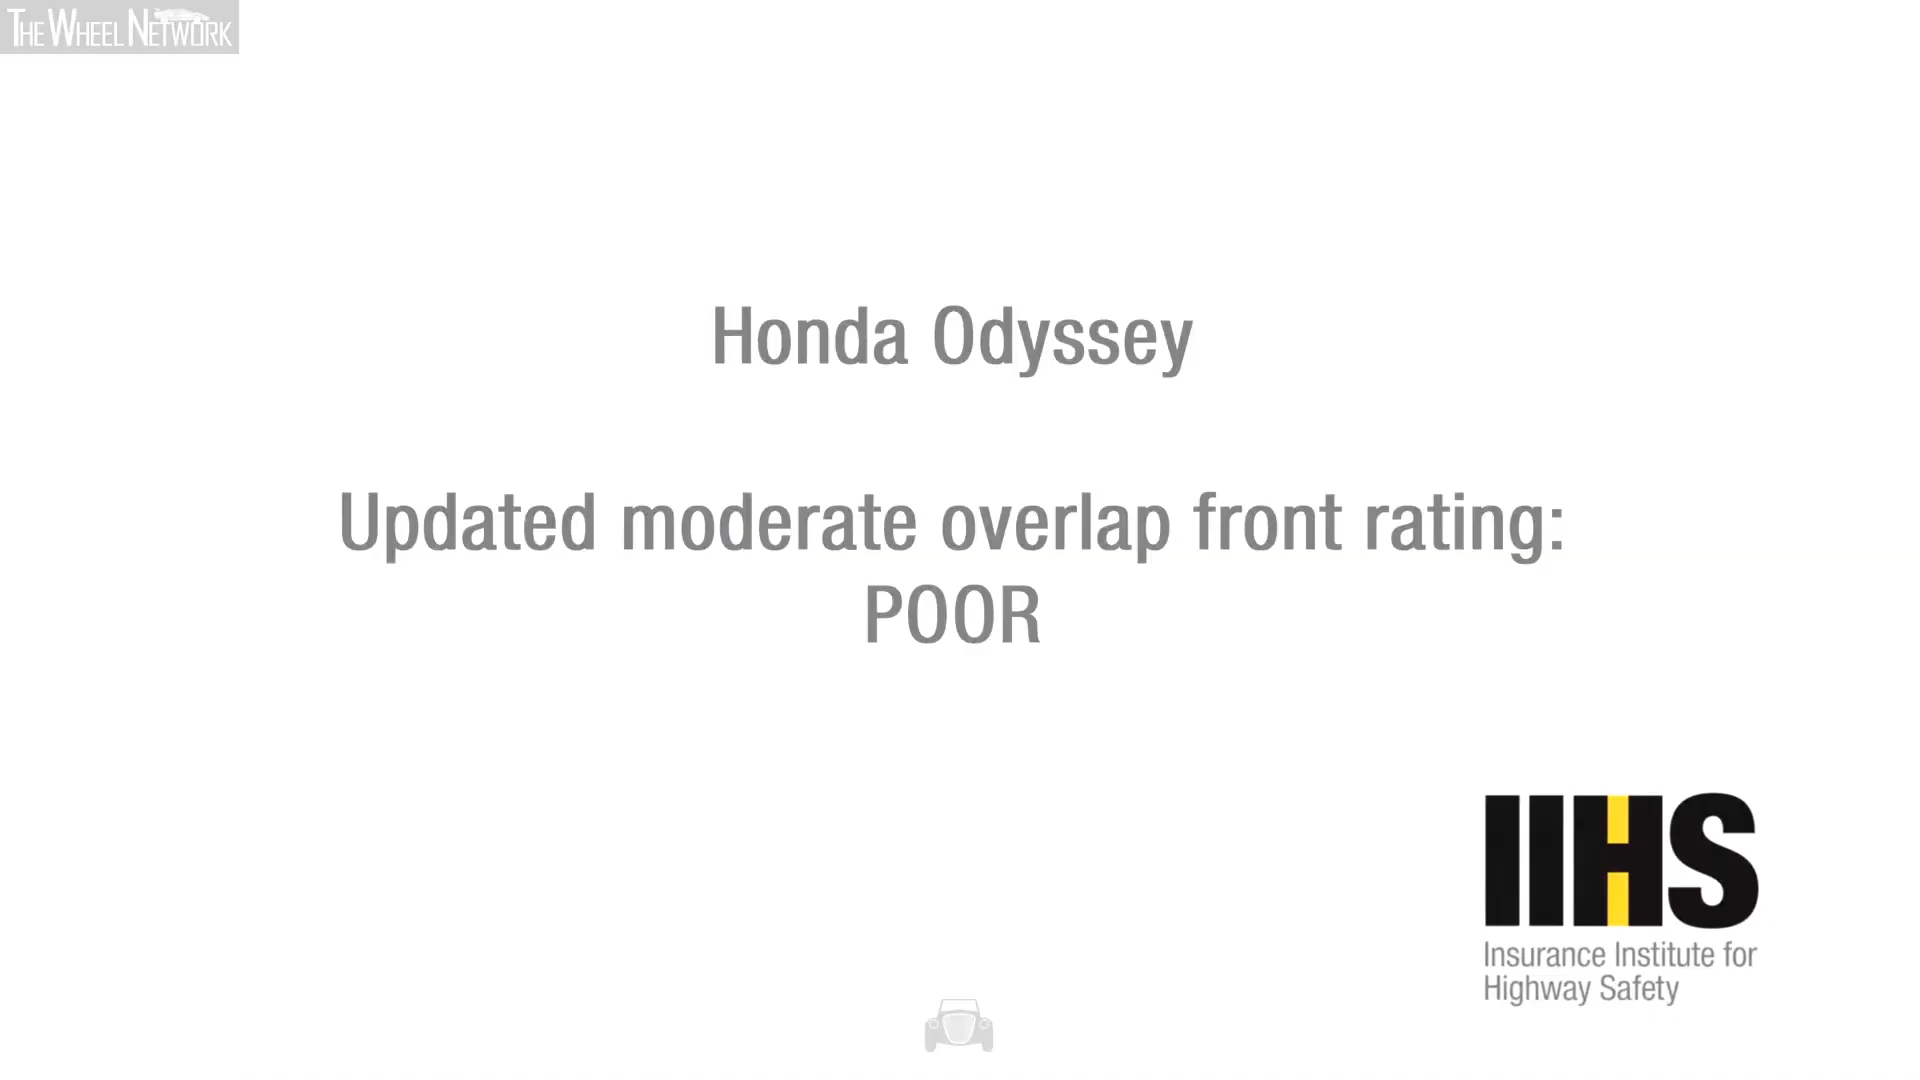 THE WHEEL NETWORK
Honda Odyssey
Updated moderate overlap front rating:
POOR
IIHS
Insurance Institute for
Highway Safety